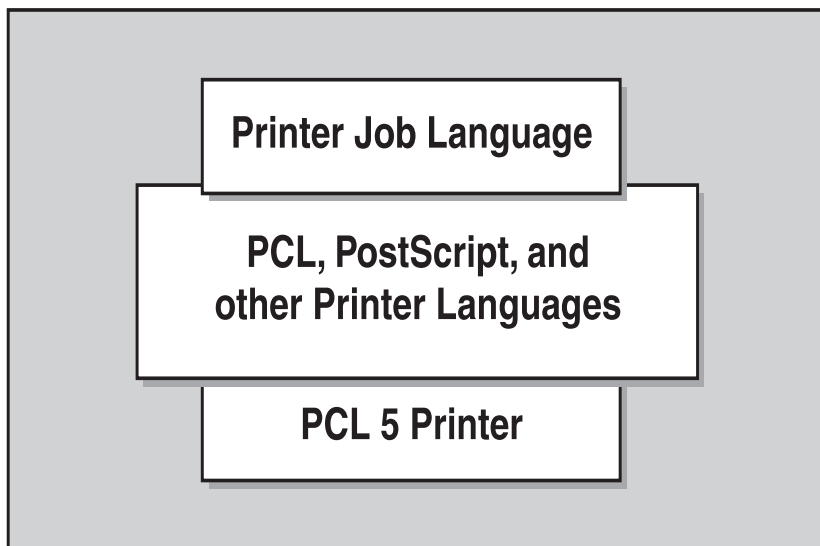 Printer Job Language
PCL, PostScript, and
other Printer Languages
PCL 5 Printer